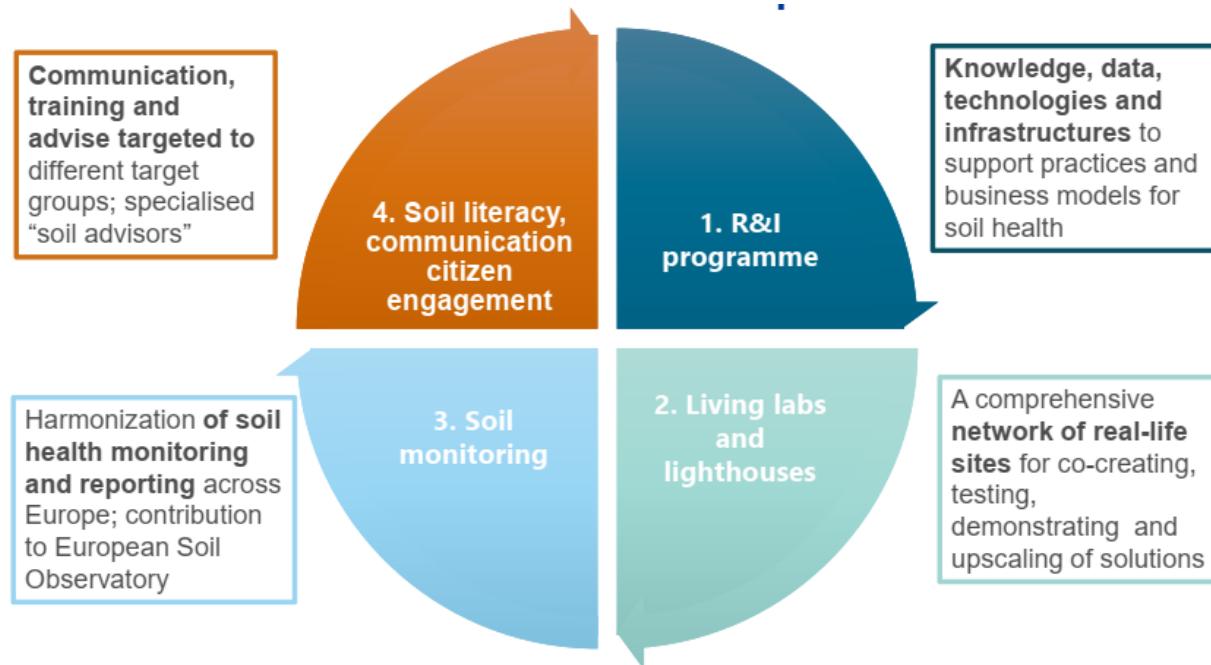 Communication,
training and
advise targeted to
different target
groups; specialised
“soil advisors”
4. Soil literacy,
communication
citizen
engagement
1. R&I
programme
Knowledge, data,
technologies and
infrastructures to
support practices and
business models for
soil health
Harmonization of soil
health monitoring
and reporting across
Europe; contribution
to European Soil
Observatory
3. Soil
monitoring
2. Living labs
and
lighthouses
A comprehensive
network of real-life
sites for co-creating,
testing,
demonstrating and
upscaling of solutions